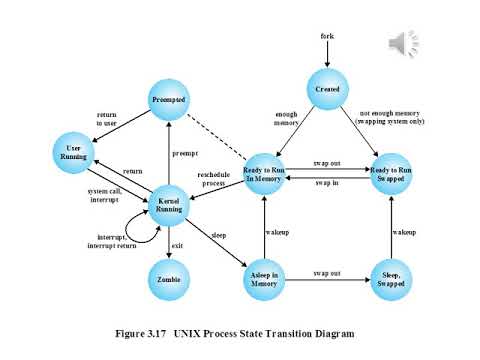 fork
Created
Preempted
return
to user
enough
memory
not enough memory
(swapping system only)
User
Running
return
preempt
reschedule
process
Ready to Run
In Memory
swap out
swap in
Ready to Run
Swapped
system call,
interrupt
Kernel
Running
interrupt,
interrupt return
sleep
exit
wakeup
wakeup
Zombie
Asleep in
Memory
swap out
Sleep,
Swapped
Figure 3.17 UNIX Process State Transition Diagram